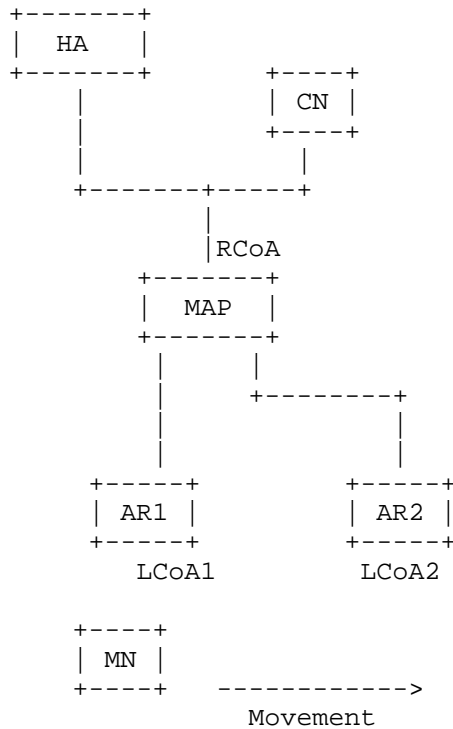 HA
CN
RCoA
MAP
AR1 AR2
LCoA1 LCoA2
MN
Movement